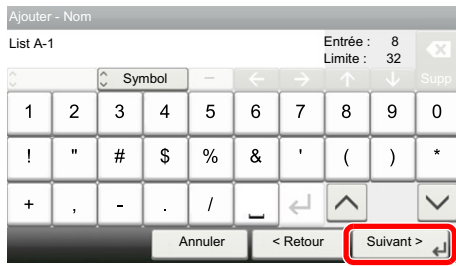 Ajouter - Nom
List A-1
Entrée : 8
Limite : 32
Symbol - ← → ↑ ↓ Supp
1 2 3 4 5 6 7 8 9 0
! " # $ % & ' ( ) *
+ , - . / _
Annuler < Retour Suivant >